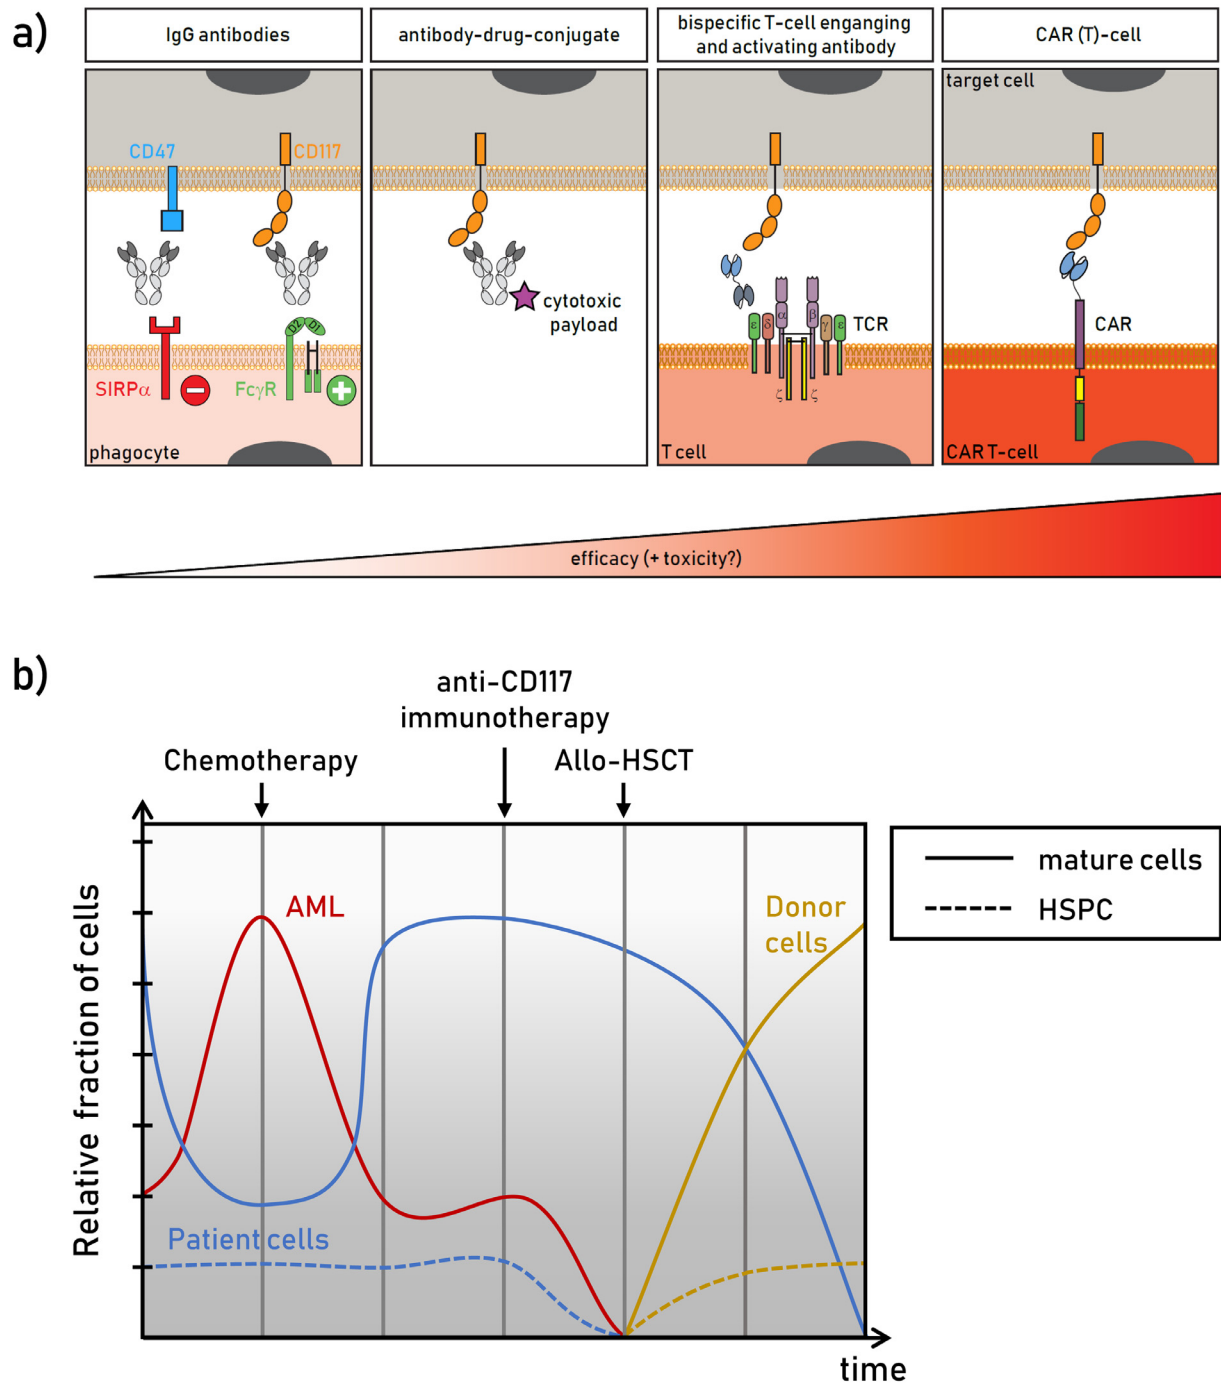 a)
IgG antibodies
antibody-drug-conjugate
bispecific T-cell enganging
and activating antibody
CAR (T)-cell
target cell
CD47
CD117
cytotoxic
payload
D2
D1
ε
δ
α
β
γ
ε
TCR
CAR
SIRPα
FcγR
ζ
ζ
phagocyte
T cell
CAR T-cell
efficacy (+ toxicity?)
b)
anti-CD117
immunotherapy
Chemotherapy
Allo-HSCT
mature cells
HSPC
AML
Donor
cells
Relative fraction of cells
Patient cells
time